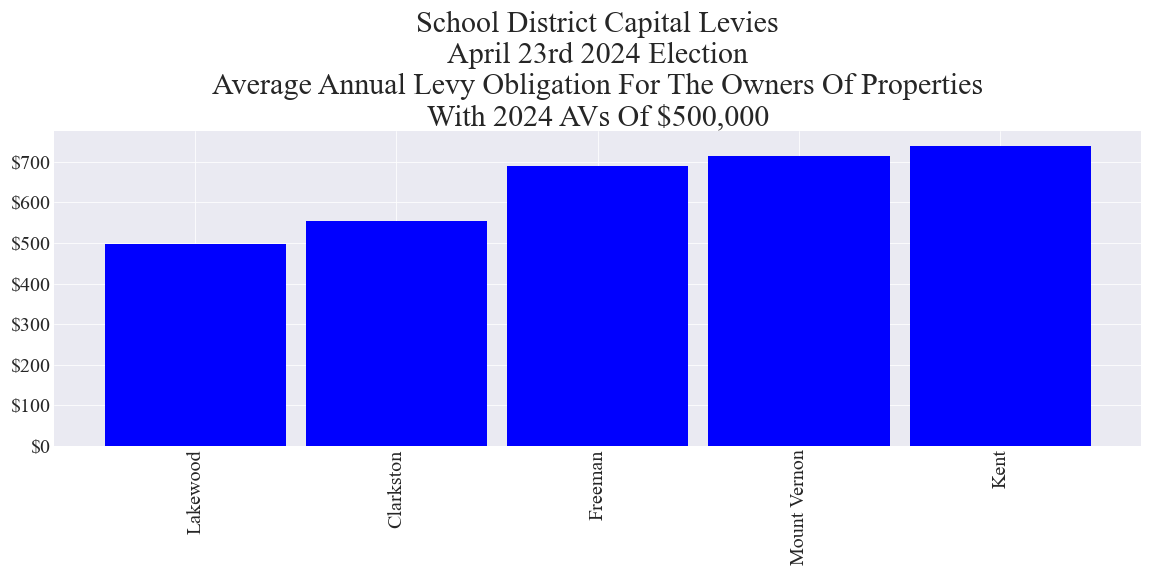 School District Capital Levies
April 23rd 2024 Election
Average Annual Levy Obligation For The Owners Of Properties
With 2024 AVs Of $500,000
$700
$600
$500
$400
$300
$200
$100
$0
Lakewood
Clarkston
Freeman
Mount Vernon
Kent